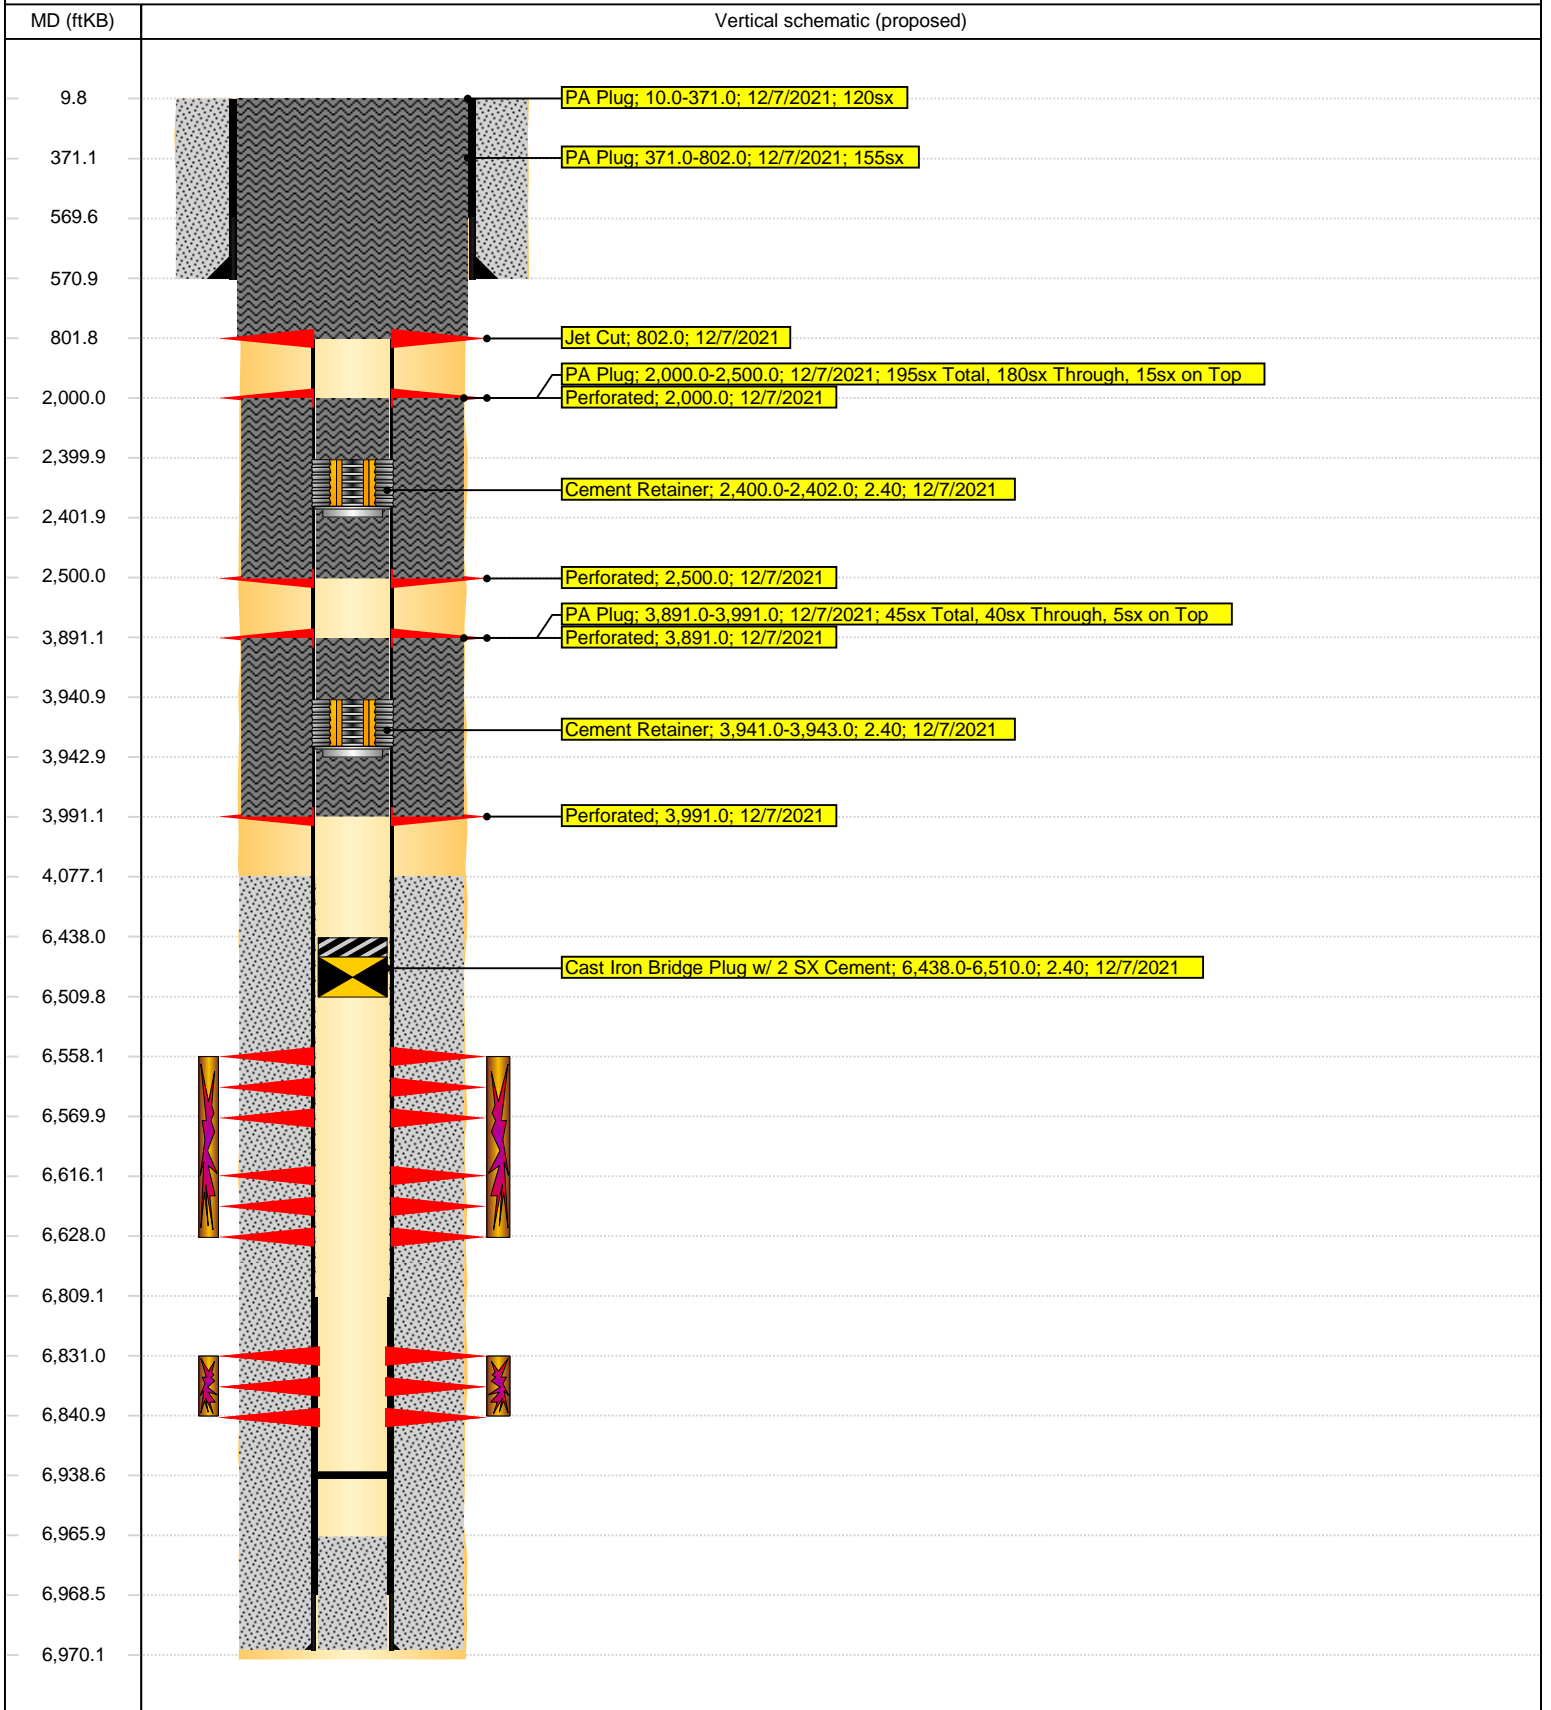 MD (ftKB)
Vertical schematic (proposed)
9.8
PA Plug; 10.0-371.0; 12/7/2021; 120sx
371.1
PA Plug; 371.0-802.0; 12/7/2021; 155sx
569.6
570.9
801.8
Jet Cut; 802.0; 12/7/2021
PA Plug; 2,000.0-2,500.0; 12/7/2021; 195sx Total, 180sx Through, 15sx on Top
2,000.0
Perforated; 2,000.0; 12/7/2021
2,399.9
Cement Retainer; 2,400.0-2,402.0; 2.40; 12/7/2021
2,401.9
2,500.0
Perforated; 2,500.0; 12/7/2021
PA Plug; 3,891.0-3,991.0; 12/7/2021; 45sx Total, 40sx Through, 5sx on Top
3,891.1
Perforated; 3,891.0; 12/7/2021
3,940.9
Cement Retainer; 3,941.0-3,943.0; 2.40; 12/7/2021
3,942.9
3,991.1
Perforated; 3,991.0; 12/7/2021
4,077.1
6,438.0
Cast Iron Bridge Plug w/ 2 SX Cement; 6,438.0-6,510.0; 2.40; 12/7/2021
6,509.8
6,558.1
6,569.9
6,616.1
6,628.0
6,809.1
6,831.0
6,840.9
6,938.6
6,965.9
6,968.5
6,970.1